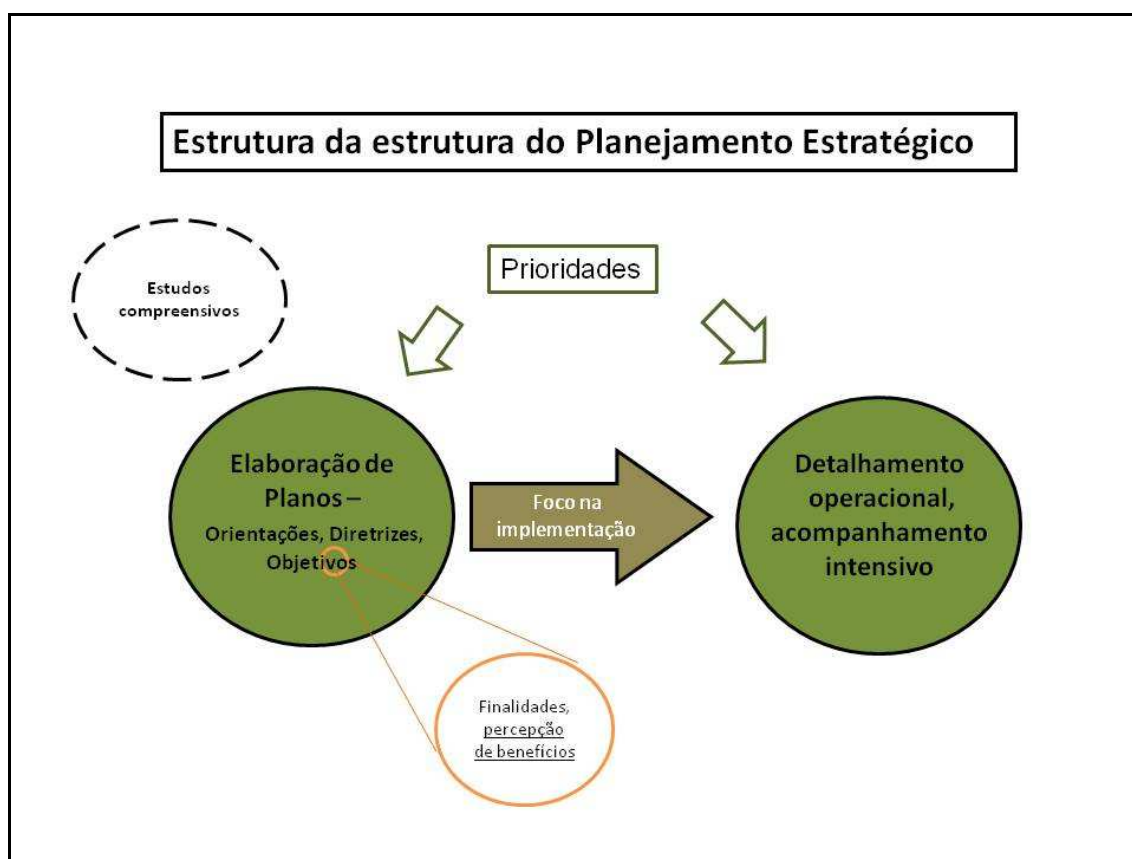 Estrutura da estrutura do Planejamento Estratégico
Prioridades
Estudos
compreensivos
Elaboração de
Planos –
Orientações, Diretrizes,
Objetivos
Foco na
implementação
Detalhamento
operacional,
acompanhamento
intensivo
Finalidades,
percepção
de benefícios